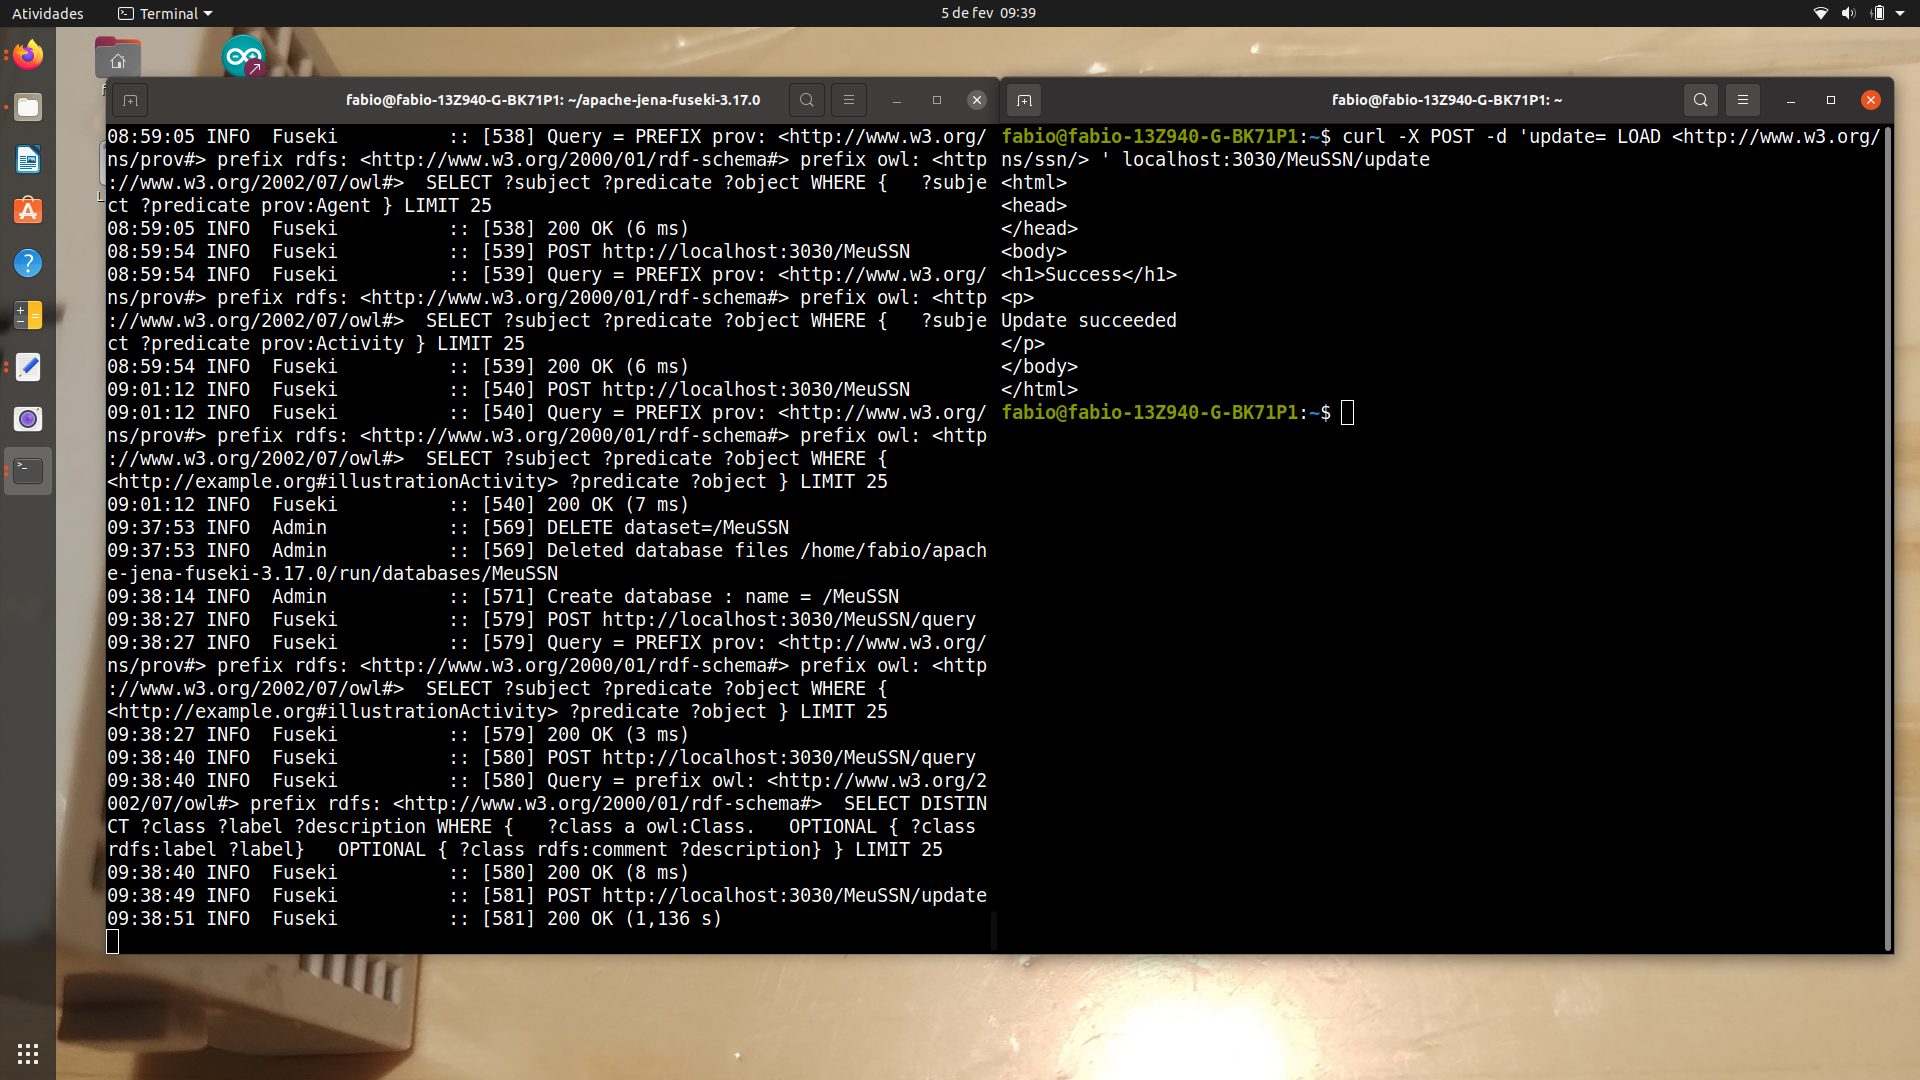 Atividades
Terminal
5 de fev 09:39
fabio@fabio-13Z940-G-BK71P1: ~/apache-jena-fuseki-3.17.0
08:59:05 INFO  Fuseki          :: [538] Query = PREFIX prov: <http://www.w3.org/
ns/prov#> prefix rdfs: <http://www.w3.org/2000/01/rdf-schema#> prefix owl: <http
://www.w3.org/2002/07/owl#>  SELECT ?subject ?predicate ?object WHERE {   ?subje
ct ?predicate prov:Agent } LIMIT 25
08:59:05 INFO  Fuseki          :: [538] 200 OK (6 ms)
08:59:54 INFO  Fuseki          :: [539] POST http://localhost:3030/MeuSSN
08:59:54 INFO  Fuseki          :: [539] Query = PREFIX prov: <http://www.w3.org/
ns/prov#> prefix rdfs: <http://www.w3.org/2000/01/rdf-schema#> prefix owl: <http
://www.w3.org/2002/07/owl#>  SELECT ?subject ?predicate ?object WHERE {   ?subje
ct ?predicate prov:Activity } LIMIT 25
08:59:54 INFO  Fuseki          :: [539] 200 OK (6 ms)
09:01:12 INFO  Fuseki          :: [540] POST http://localhost:3030/MeuSSN
09:01:12 INFO  Fuseki          :: [540] Query = PREFIX prov: <http://www.w3.org/
ns/prov#> prefix rdfs: <http://www.w3.org/2000/01/rdf-schema#> prefix owl: <http
://www.w3.org/2002/07/owl#>  SELECT ?subject ?predicate ?object WHERE {
<http://example.org#illustrationActivity> ?predicate ?object } LIMIT 25
09:01:12 INFO  Fuseki          :: [540] 200 OK (7 ms)
09:37:53 INFO  Admin           :: [569] DELETE dataset=/MeuSSN
09:37:53 INFO  Admin           :: [569] Deleted database files /home/fabio/apach
e-jena-fuseki-3.17.0/run/databases/MeuSSN
09:38:14 INFO  Admin           :: [571] Create database : name = /MeuSSN
09:38:27 INFO  Fuseki          :: [579] POST http://localhost:3030/MeuSSN/query
09:38:27 INFO  Fuseki          :: [579] Query = PREFIX prov: <http://www.w3.org/
ns/prov#> prefix rdfs: <http://www.w3.org/2000/01/rdf-schema#> prefix owl: <http
://www.w3.org/2002/07/owl#>  SELECT ?subject ?predicate ?object WHERE {
<http://example.org#illustrationActivity> ?predicate ?object } LIMIT 25
09:38:27 INFO  Fuseki          :: [579] 200 OK (3 ms)
09:38:40 INFO  Fuseki          :: [580] POST http://localhost:3030/MeuSSN/query
09:38:40 INFO  Fuseki          :: [580] Query = prefix owl: <http://www.w3.org/2
002/07/owl#> prefix rdfs: <http://www.w3.org/2000/01/rdf-schema#>  SELECT DISTIN
CT ?class ?label ?description WHERE {   ?class a owl:Class.   OPTIONAL { ?class
rdfs:label ?label}   OPTIONAL { ?class rdfs:comment ?description} } LIMIT 25
09:38:40 INFO  Fuseki          :: [580] 200 OK (8 ms)
09:38:49 INFO  Fuseki          :: [581] POST http://localhost:3030/MeuSSN/update
09:38:51 INFO  Fuseki          :: [581] 200 OK (1,136 s)
fabio@fabio-13Z940-G-BK71P1: ~
fabio@fabio-13Z940-G-BK71P1:~$ curl -X POST -d 'update= LOAD <http://www.w3.org/
ns/ssn/> ' localhost:3030/MeuSSN/update
<html>
<head>
</head>
<body>
<h1>Success</h1>
<p>
Update succeeded
</p>
</body>
</html>
fabio@fabio-13Z940-G-BK71P1:~$